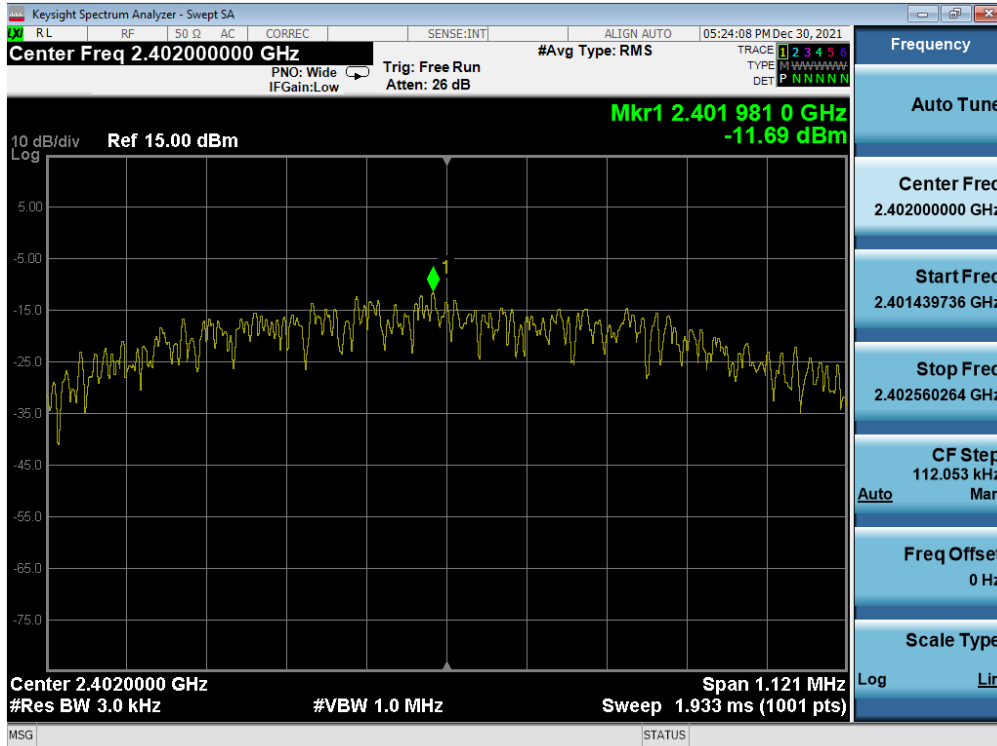 Keysight Spectrum Analyzer - Swept SA
LXI RL RF 50 Ω AC CORREC SENSE:INT ALIGN AUTO 05:24:08 PM Dec 30, 2021
Center Freq 2.402000000 GHz #Avg Type: RMS TRACE 1 2 3 4 5 6
PNO: Wide Trig: Free Run TYPE M WWWWW
IFGain:Low Atten: 26 dB DET P N N N N N
Mkr1 2.401 981 0 GHz
-11.69 dBm
10 dB/div Ref 15.00 dBm
Log
5.00
-5.00
1
-15.0
-25.0
-35.0
-45.0
-55.0
-65.0
-75.0
Center 2.4020000 GHz Span 1.121 MHz
#Res BW 3.0 kHz #VBW 1.0 MHz Sweep 1.933 ms (1001 pts)
MSG STATUS
Frequency
Auto Tune
Center Freq
2.402000000 GHz
Start Freq
2.401439736 GHz
Stop Freq
2.402560264 GHz
CF Step
112.053 kHz
Auto Man
Freq Offset
0 Hz
Scale Type
Log Lin